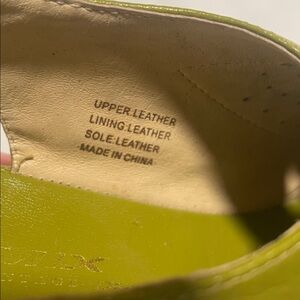 UPPER LEATHER
LINING LEATHER
SOLE LEATHER
MADE IN CHINA